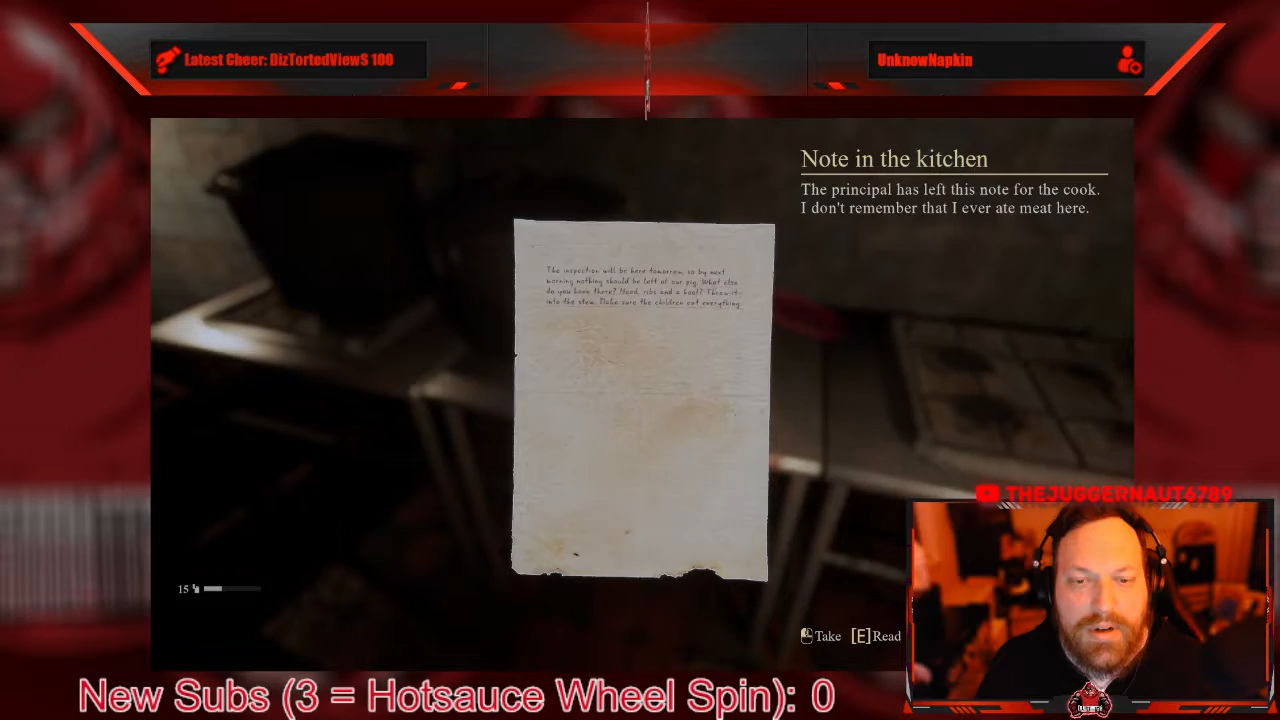 Latest Cheer: DizTortedViewS 100
UnknowNapkin
Note in the kitchen
The principal has left this note for the cook.
I don't remember that I ever ate meat here.
The inspection will be here tomorrow, so by next
morning nothing should be left of our pig. What else
do you have there? Head, ribs and a hoof? Throw it
into the stew. Make sure the children eat everything.
THEJUGGERNAUT6789
15
Take [E]Read
New Subs (3 = Hotsauce Wheel Spin): 0